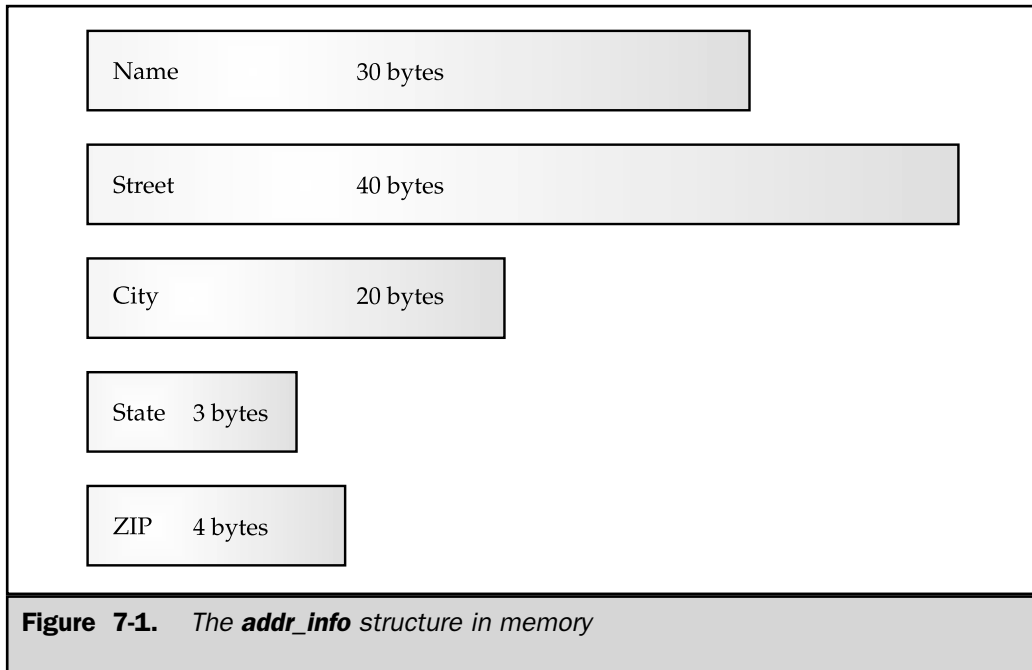 Name 30 bytes
Street 40 bytes
City 20 bytes
State 3 bytes
ZIP 4 bytes
Figure 7-1. The addr_info structure in memory